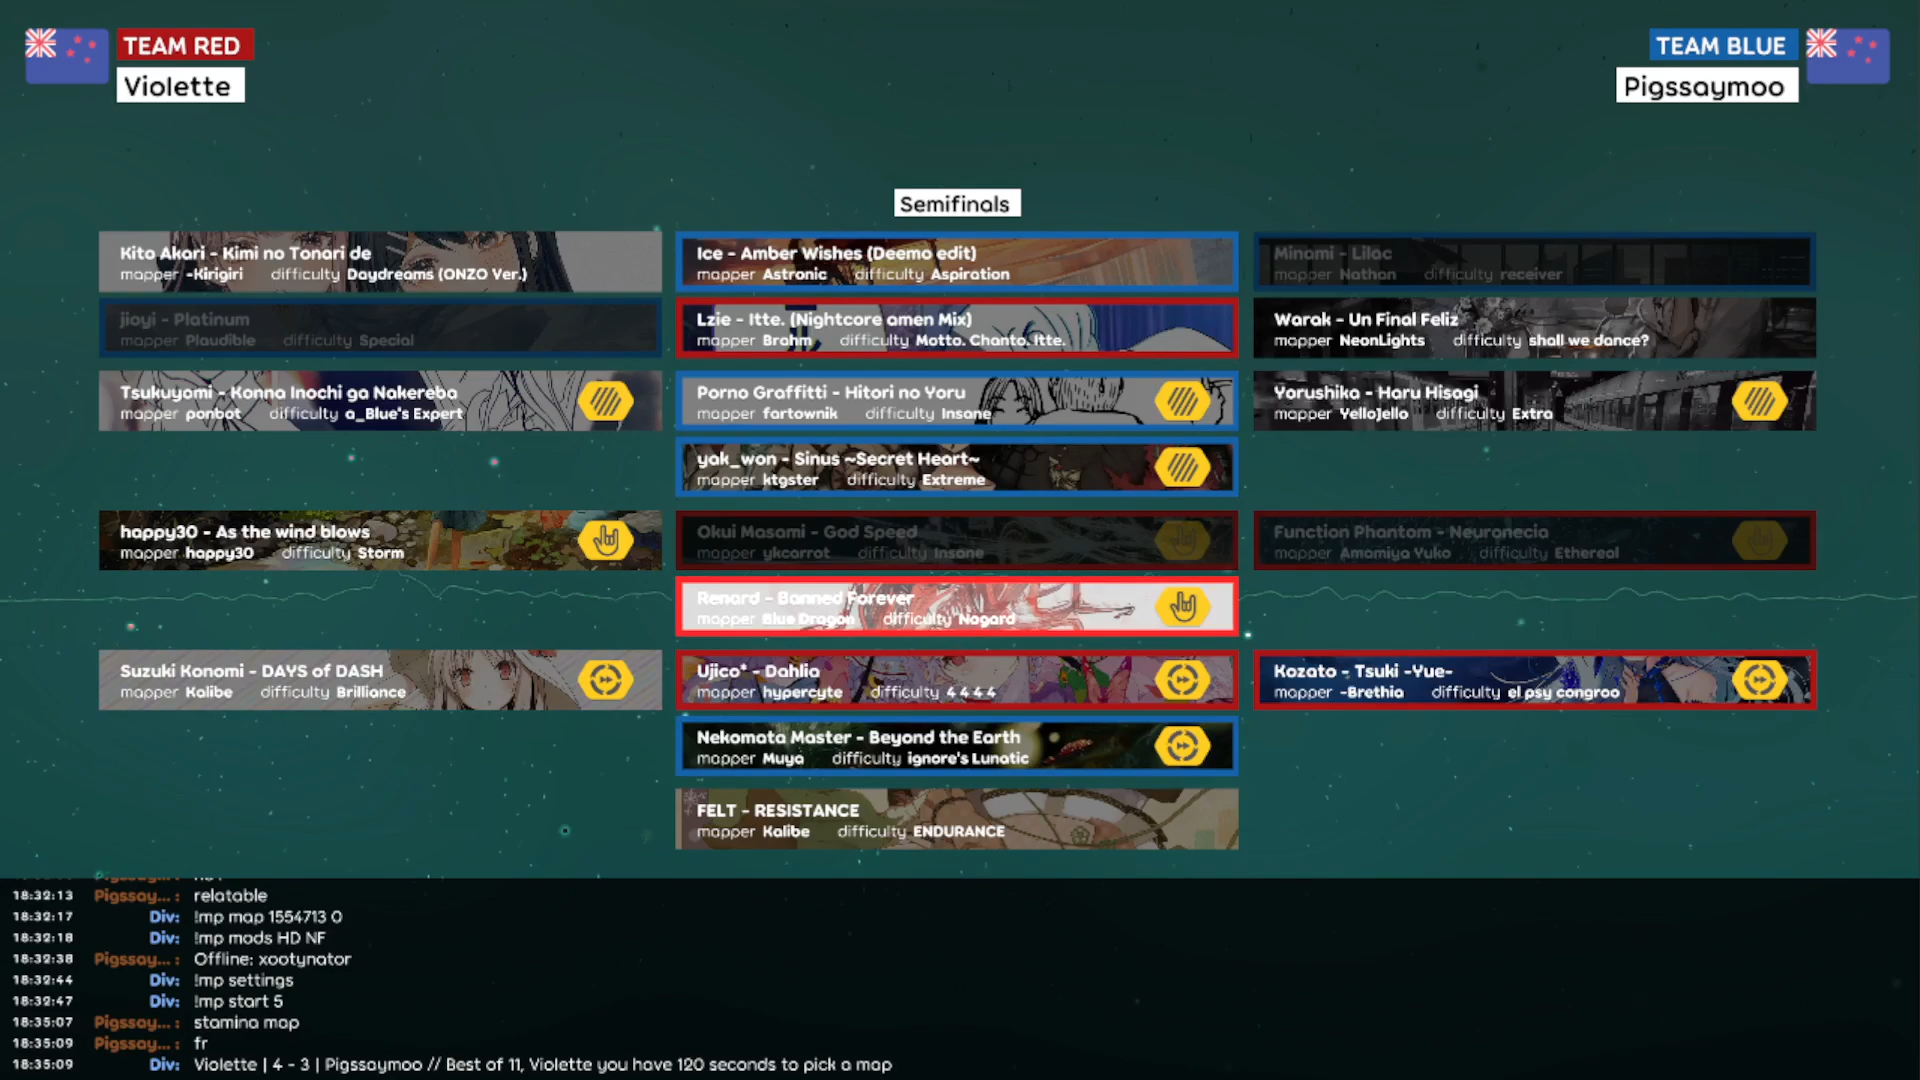 TEAM RED
Violette
TEAM BLUE
Pigssaymoo
Semifinals
Kito Akari - Kimi no Tonari de
mapper -Kirigiri difficulty Daydreams (ONZO Ver.)
Ice - Amber Wishes (Deemo edit)
mapper Astronic difficulty Aspiration
Minami - Lilac
mapper Nathan difficulty receiver
jioyi - Platinum
mapper Plaudible difficulty Special
Lzie - Itte. (Nightcore amen Mix)
mapper Brahm difficulty Motto. Chanto. Itte.
Warak - Un Final Feliz
mapper NeonLights difficulty shall we dance?
Tsukuyomi - Konna Inochi ga Nakereba
mapper ponbot difficulty a_Blue's Expert
Porno Graffitti - Hitori no Yoru
mapper fartownik difficulty Insane
Yorushika - Haru Hisagi
mapper YelloJello difficulty Extra
yak_won - Sinus ~Secret Heart~
mapper ktgster difficulty Extreme
happy30 - As the wind blows
mapper happy30 difficulty Storm
Okui Masami - God Speed
mapper ykcarrot difficulty Insane
Function Phantom - Neuronecia
mapper Amamiya Yuko difficulty Ethereal
Renard - Banned Forever
mapper Blue Dragon difficulty Nogard
Suzuki Konomi - DAYS of DASH
mapper Kalibe difficulty Brilliance
Ujico* - Dahlia
mapper hypercyte difficulty 4 4 4 4
Kozato - Tsuki -Yue-
mapper -Brethia difficulty el psy congroo
Nekomata Master - Beyond the Earth
mapper Muya difficulty ignore's Lunatic
FELT - RESISTANCE
mapper Kalibe difficulty ENDURANCE
18:32:13 Pigssay... : relatable
18:32:17 Div: !mp map 1554713 0
18:32:18 Div: !mp mods HD NF
18:32:38 Pigssay... : Offline: xootynator
18:32:44 Div: !mp settings
18:32:47 Div: !mp start 5
18:35:07 Pigssay... : stamina map
18:35:09 Pigssay... : fr
18:35:09 Div: Violette | 4 - 3 | Pigssaymoo // Best of 11, Violette you have 120 seconds to pick a map